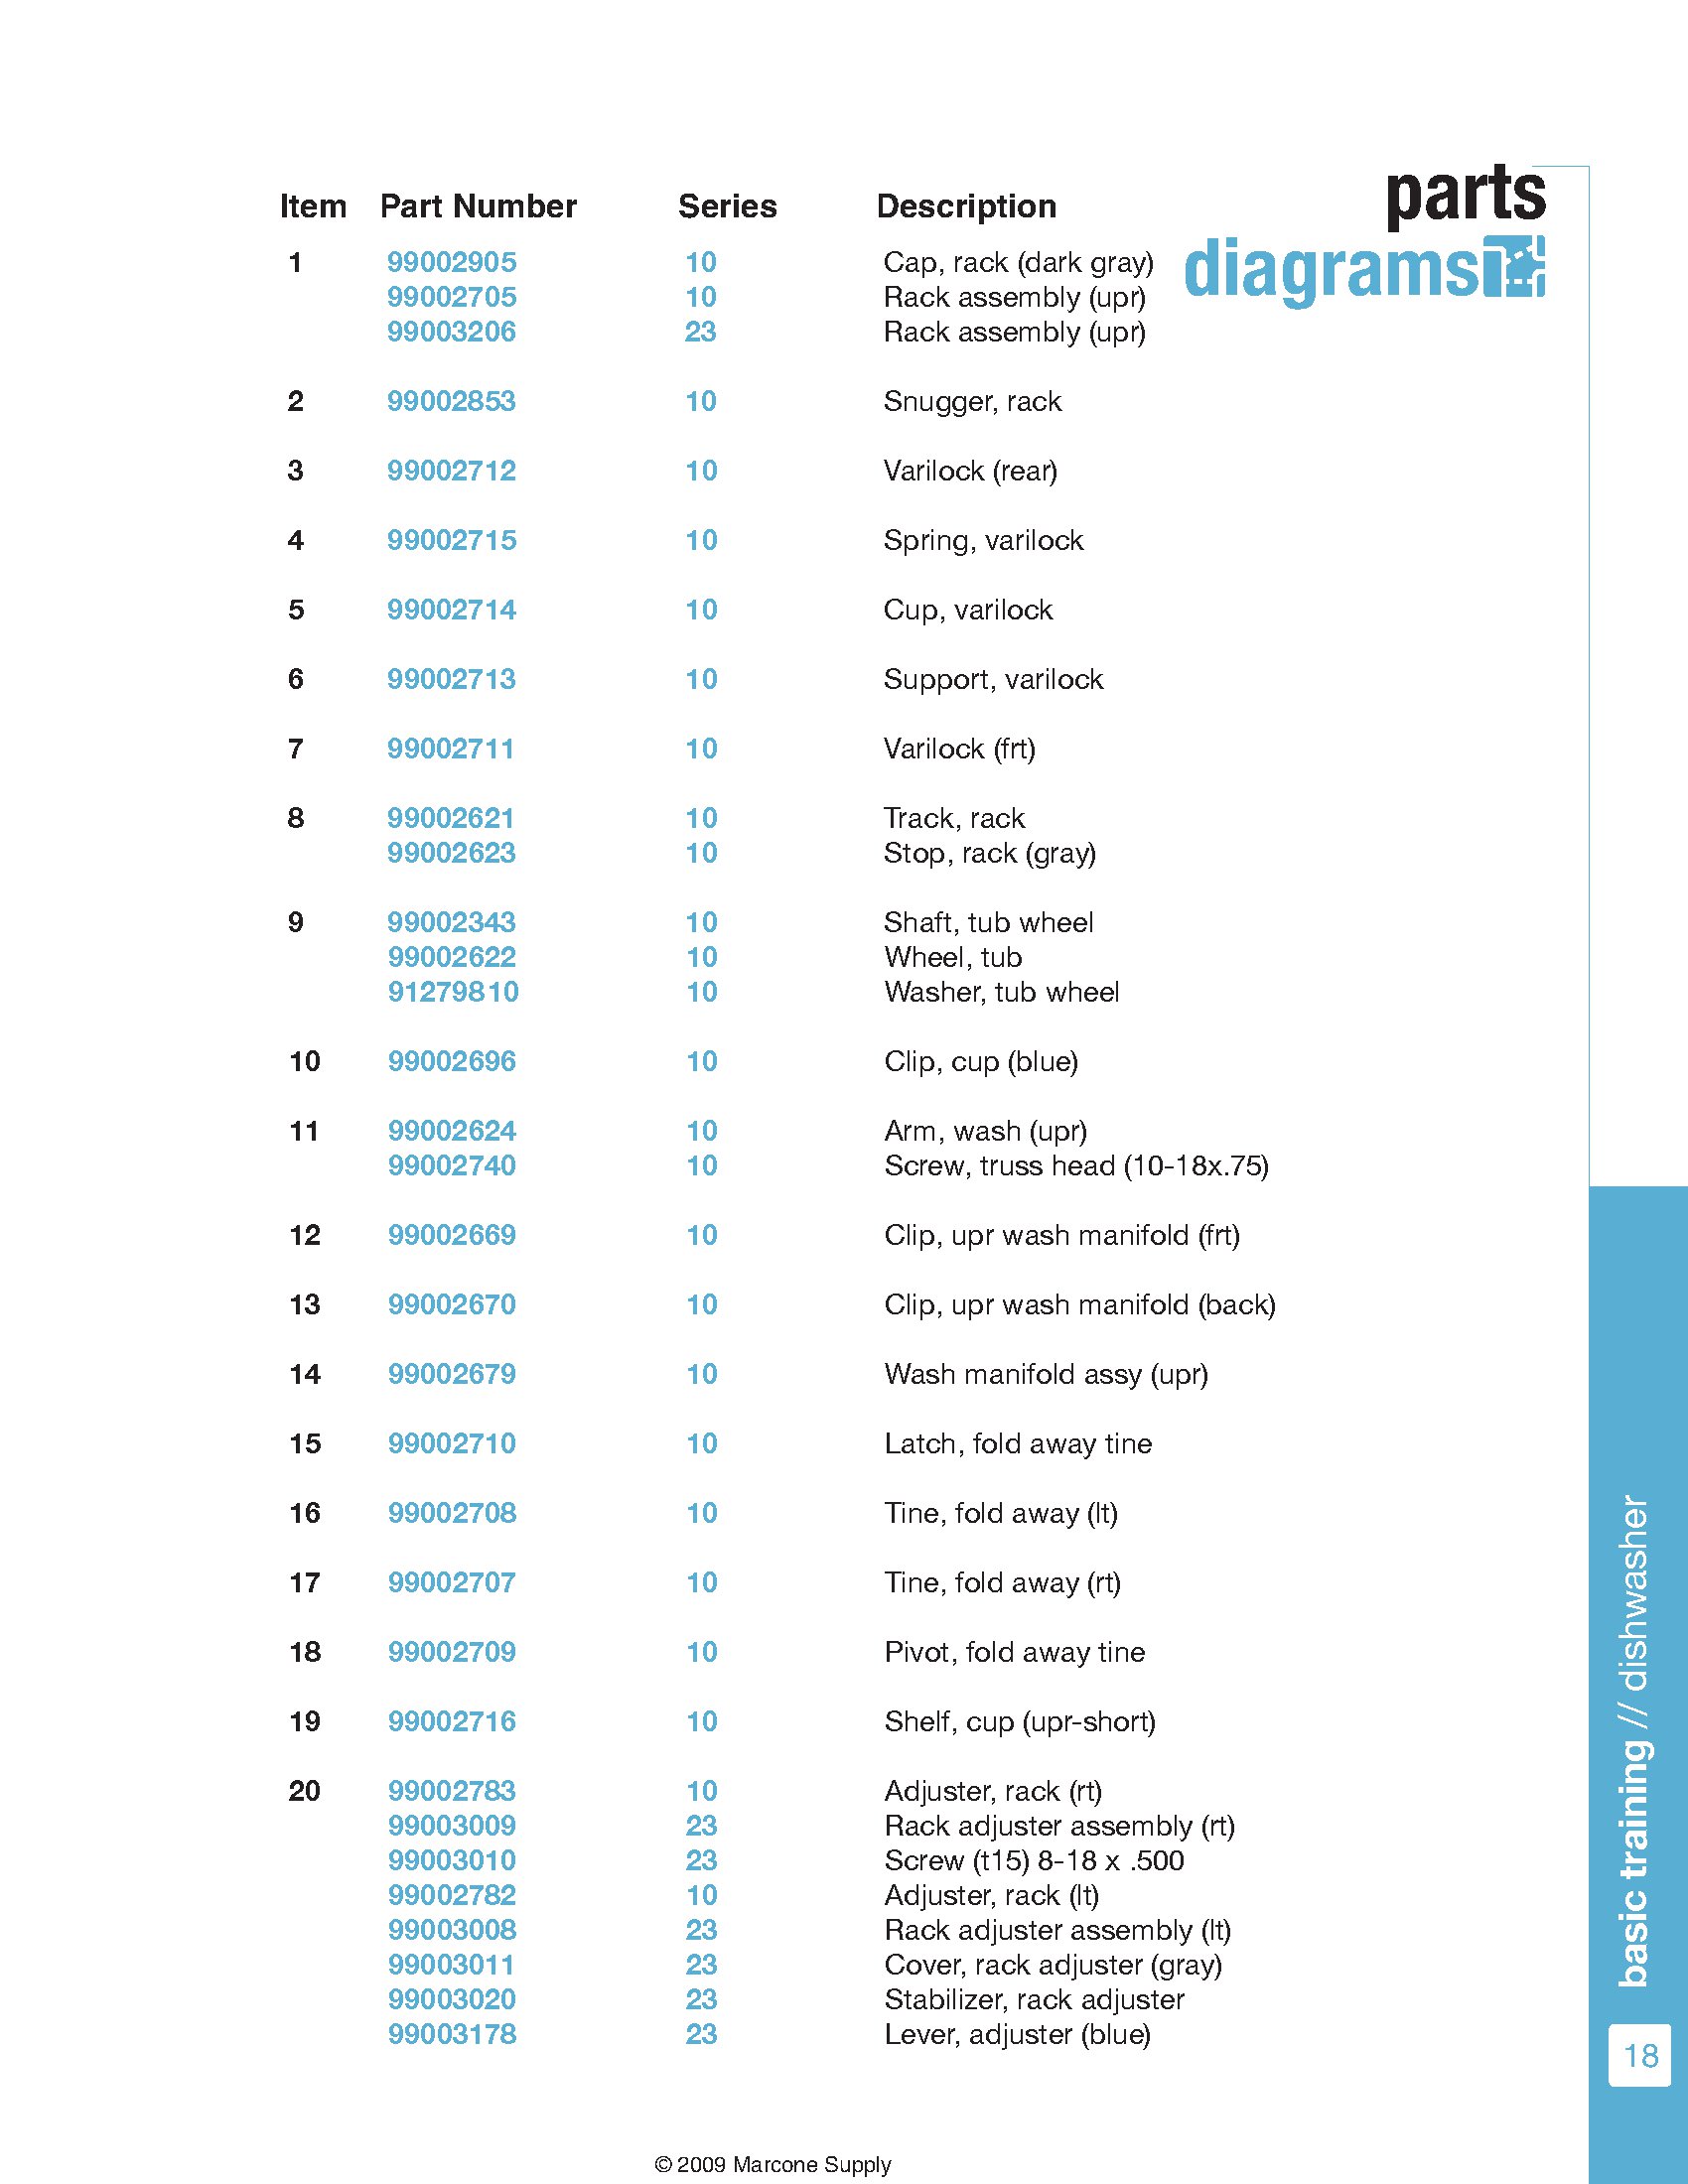 parts
diagrams
Item Part Number Series Description
1 99002905 10 Cap, rack (dark gray)
99002705 10 Rack assembly (upr)
99003206 23 Rack assembly (upr)
2 99002853 10 Snugger, rack
3 99002712 10 Varilock (rear)
4 99002715 10 Spring, varilock
5 99002714 10 Cup, varilock
6 99002713 10 Support, varilock
7 99002711 10 Varilock (frt)
8 99002621 10 Track, rack
99002623 10 Stop, rack (gray)
9 99002343 10 Shaft, tub wheel
99002622 10 Wheel, tub
91279810 10 Washer, tub wheel
10 99002696 10 Clip, cup (blue)
11 99002624 10 Arm, wash (upr)
99002740 10 Screw, truss head (10-18x.75)
12 99002669 10 Clip, upr wash manifold (frt)
13 99002670 10 Clip, upr wash manifold (back)
14 99002679 10 Wash manifold assy (upr)
15 99002710 10 Latch, fold away tine
16 99002708 10 Tine, fold away (lt)
17 99002707 10 Tine, fold away (rt)
18 99002709 10 Pivot, fold away tine
19 99002716 10 Shelf, cup (upr-short)
20 99002783 10 Adjuster, rack (rt)
99003009 23 Rack adjuster assembly (rt)
99003010 23 Screw (t15) 8-18 x .500
99002782 10 Adjuster, rack (lt)
99003008 23 Rack adjuster assembly (lt)
99003011 23 Cover, rack adjuster (gray)
99003020 23 Stabilizer, rack adjuster
99003178 23 Lever, adjuster (blue)
basic training // dishwasher
18
© 2009 Marcone Supply